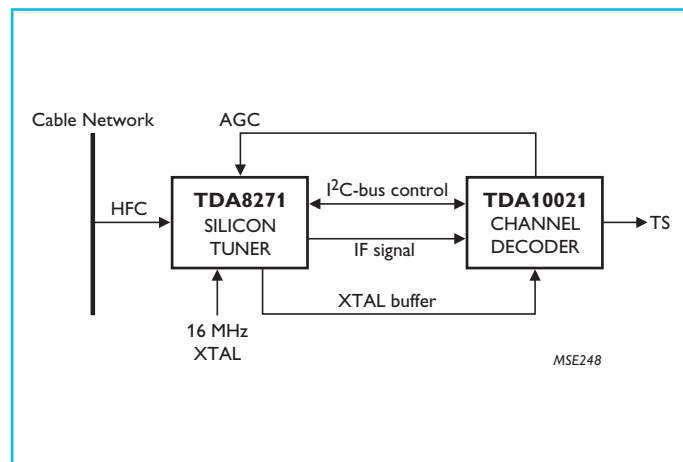 Cable Network
AGC
HFC
TDA8271
SILICON
TUNER
I²C-bus control
IF signal
TDA10021
CHANNEL
DECODER
TS
XTAL buffer
16 MHz
XTAL
MSE248